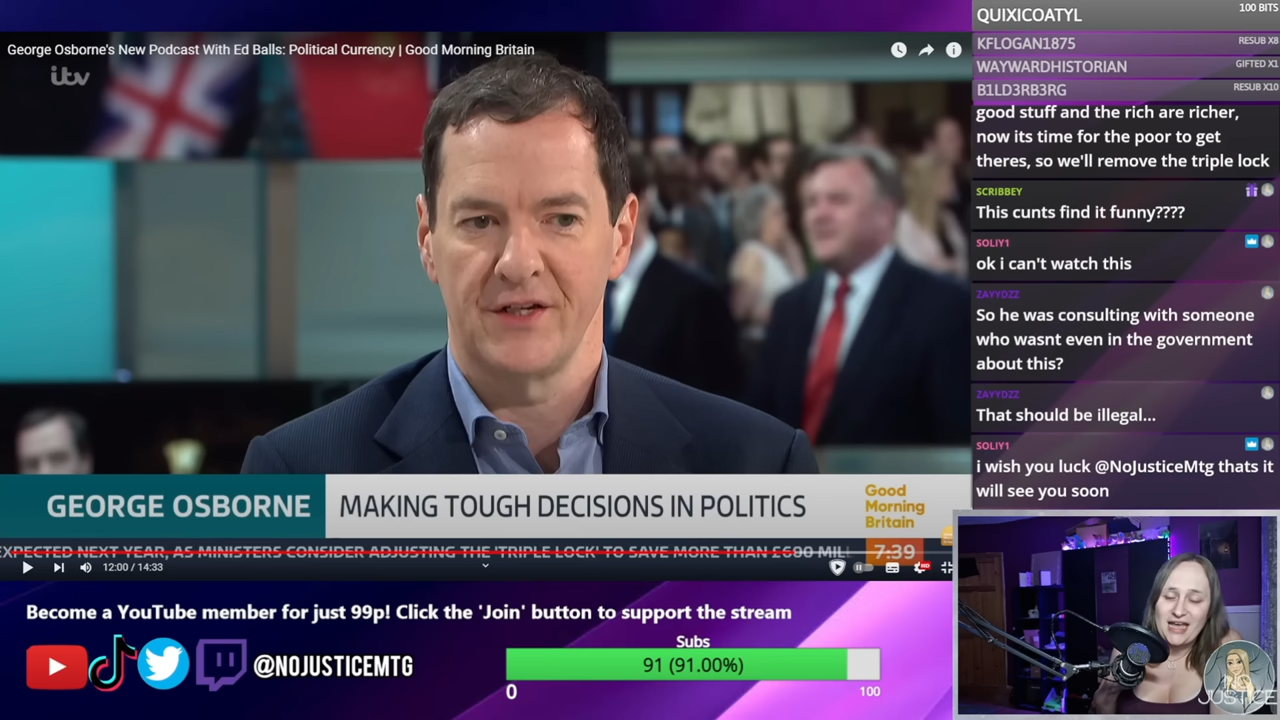 George Osborne's New Podcast With Ed Balls: Political Currency | Good Morning Britain
itv
GEORGE OSBORNE
MAKING TOUGH DECISIONS IN POLITICS
Good
Morning
Britain
EXPECTED NEXT YEAR, AS MINISTERS CONSIDER ADJUSTING THE 'TRIPLE LOCK' TO SAVE MORE THAN £600 MILL
7:39
12:00 / 14:33
HD
Become a YouTube member for just 99p! Click the 'Join' button to support the stream
@NOJUSTICEMTG
Subs
91 (91.00%)
0
100
QUIXICOATYL
100 BITS
KFLOGAN1875
RESUB X8
WAYWARDHISTORIAN
GIFTED X1
B1LD3RB3RG
RESUB X10
good stuff and the rich are richer,
now its time for the poor to get
theres, so we'll remove the triple lock
SCRIBBEY
This cunts find it funny????
SOLIY1
ok i can't watch this
ZAYYDZZ
So he was consulting with someone
who wasnt even in the government
about this?
ZAYYDZZ
That should be illegal...
SOLIY1
i wish you luck @NoJusticeMtg thats it
will see you soon
NO
JUSTICE